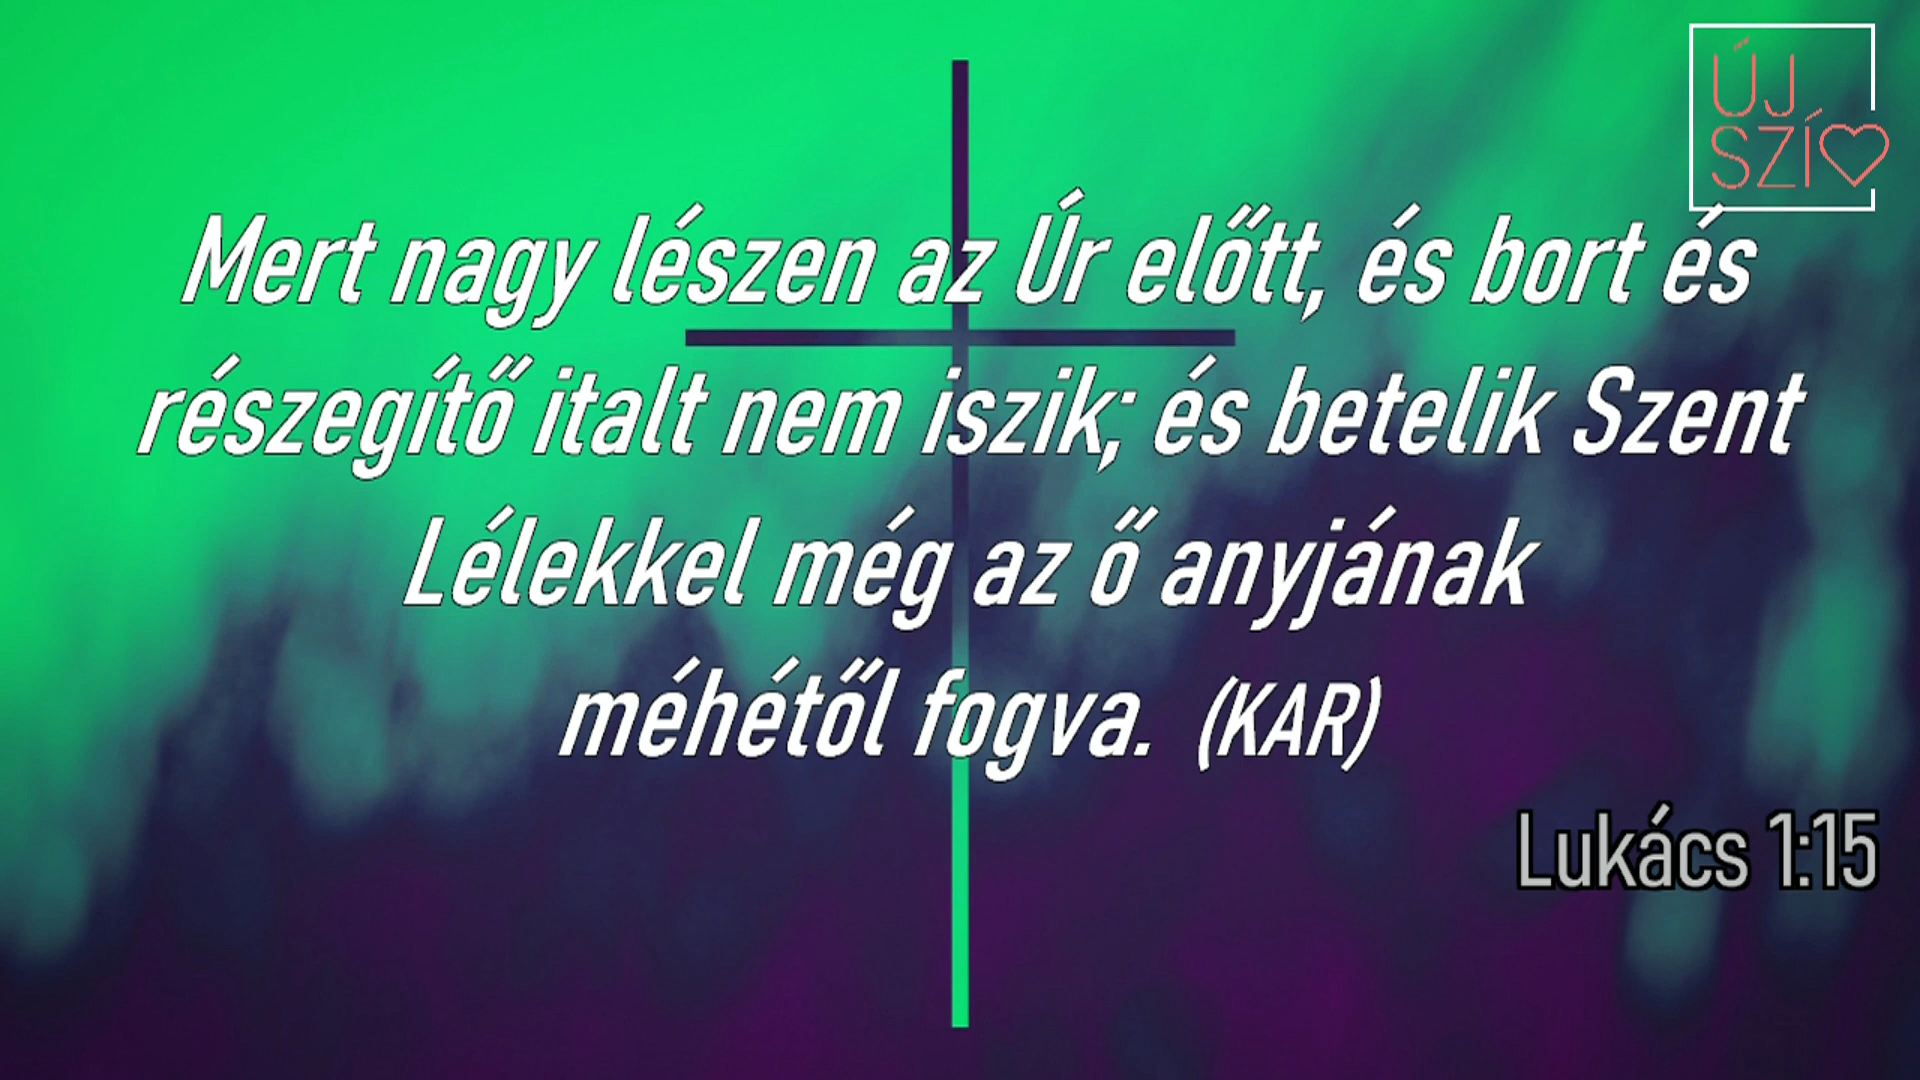 ÚJ
SZÍ
Mert nagy lészen az Úr előtt, és bort és
részegítő italt nem iszik; és betelik Szent
Lélekkel még az ő anyjának
méhétől fogva. (KAR)
Lukács 1:15